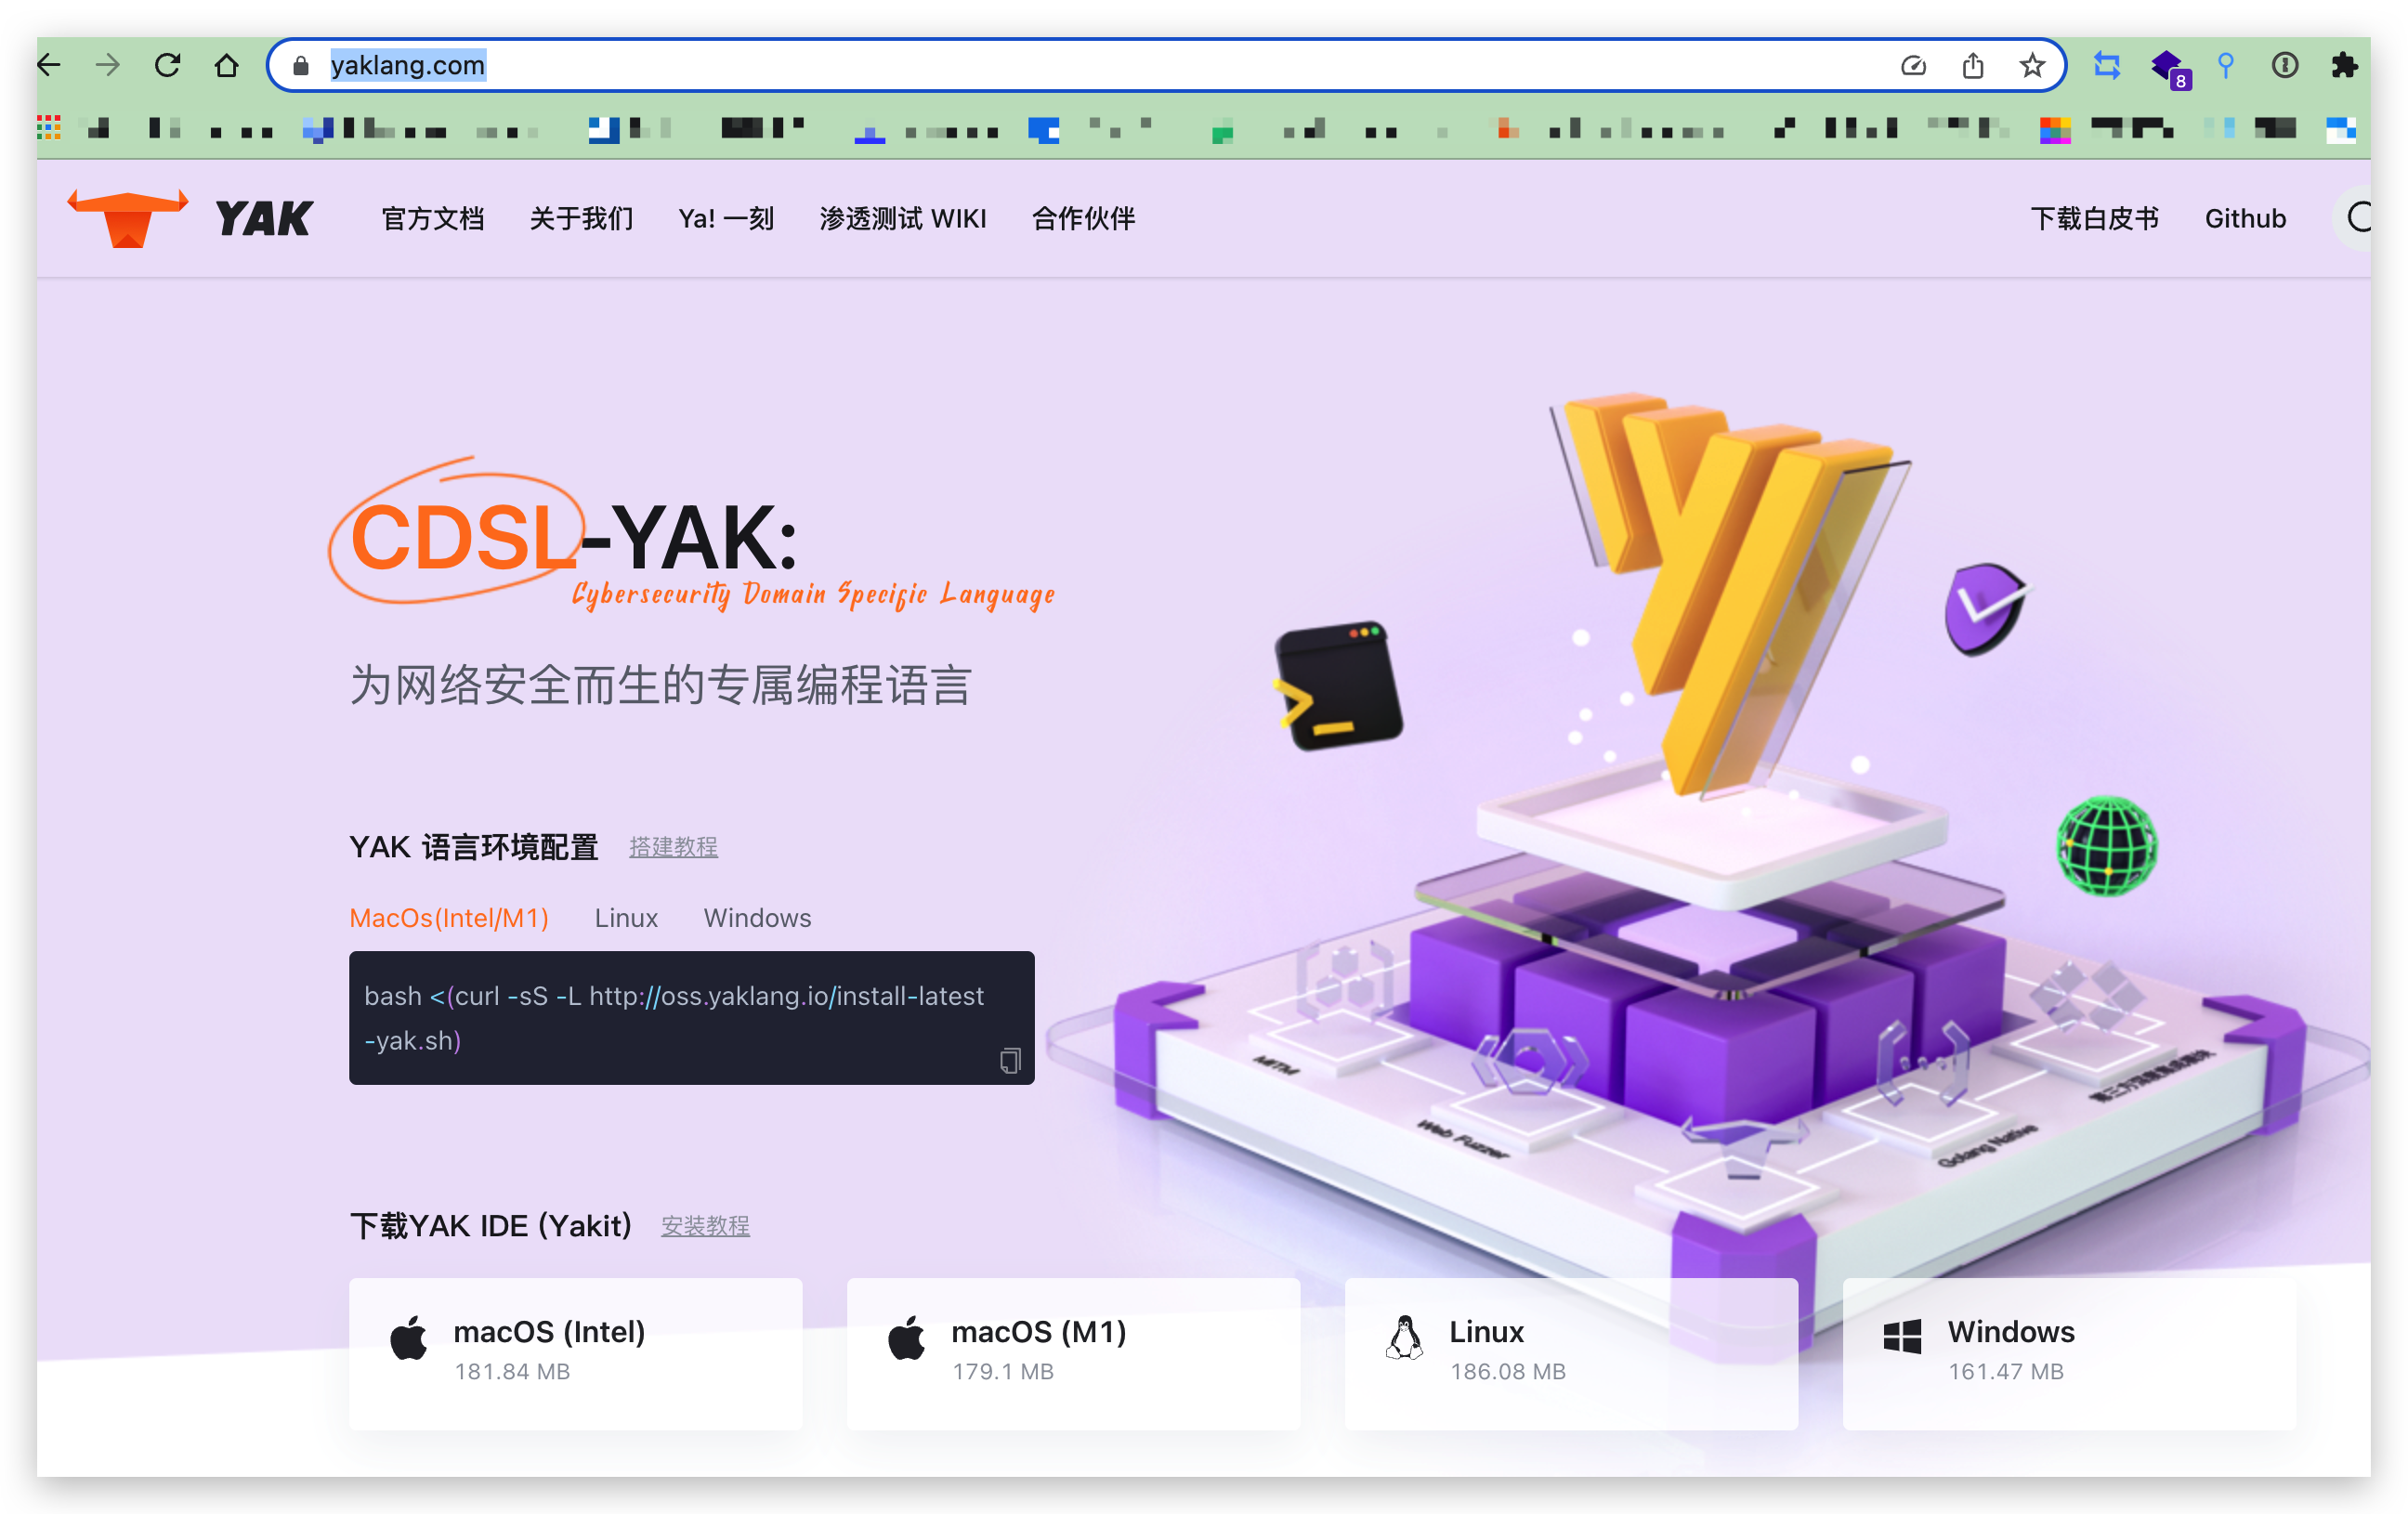 yaklang.com
8
YAK 官方文档 关于我们 Ya! 一刻 渗透测试 WIKI 合作伙伴 下载白皮书 Github
CDSL-YAK:
Cybersecurity Domain Specific Language
为网络安全而生的专属编程语言
YAK 语言环境配置 搭建教程
MacOs(Intel/M1) Linux Windows
bash <(curl -sS -L http://oss.yaklang.io/install-latest
-yak.sh)
MITM
Web Fuzzer
Golang Native
下载YAK IDE (Yakit) 安装教程
macOS (Intel) macOS (M1) Linux Windows
181.84 MB 179.1 MB 186.08 MB 161.47 MB